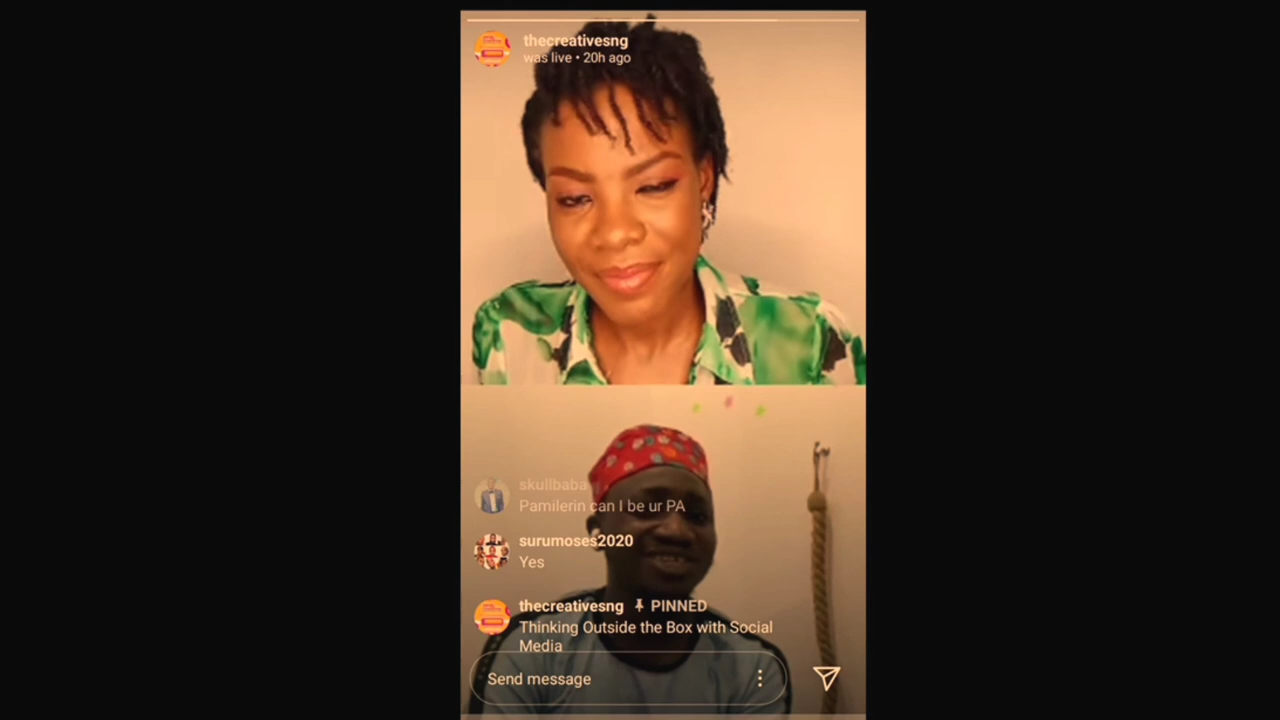 thecreativesng
was live • 20h ago
skullbaba
Pamilerin can I be ur PA
surumoses2020
Yes
thecreativesng PINNED
Thinking Outside the Box with Social
Media
Send message